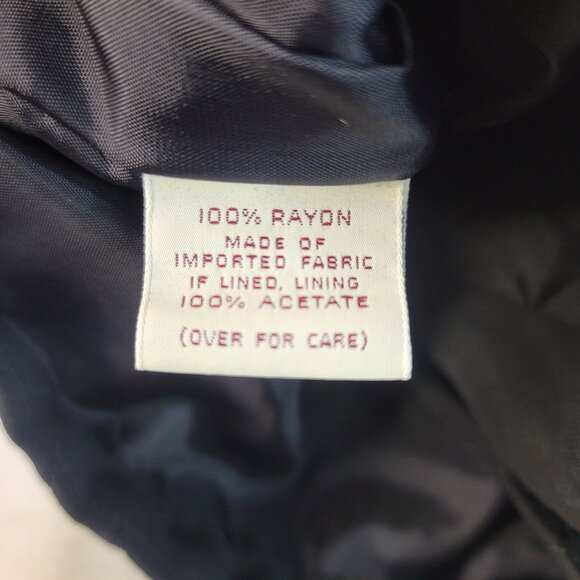 100% RAYON
MADE OF
IMPORTED FABRIC
IF LINED, LINING
100% ACETATE
(OVER FOR CARE)